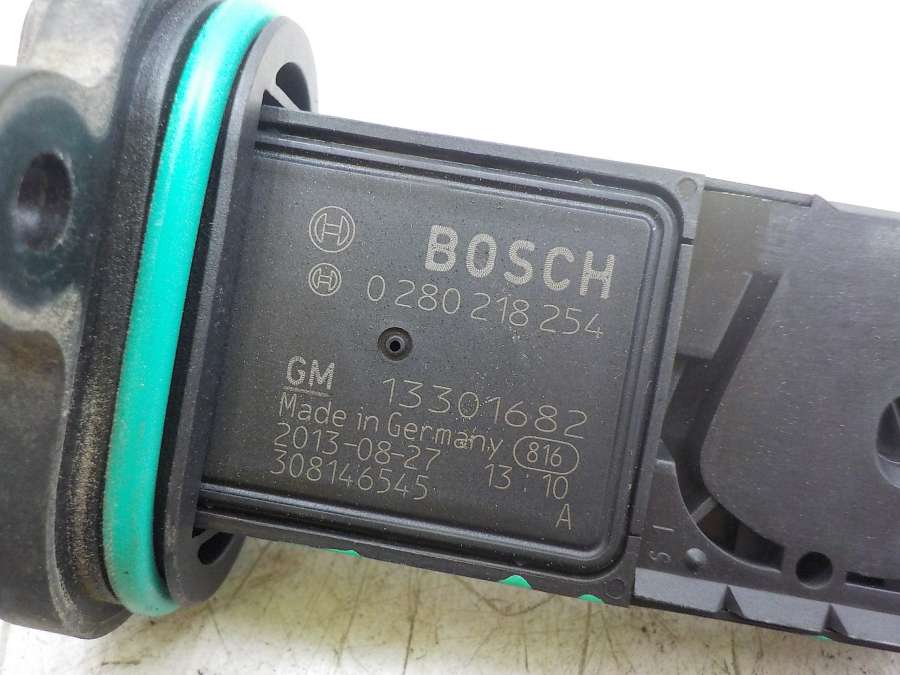 BOSCH
0 280 218 254
GM 13301682
Made in Germany 816
2013-08-27 13:10
308146545
A